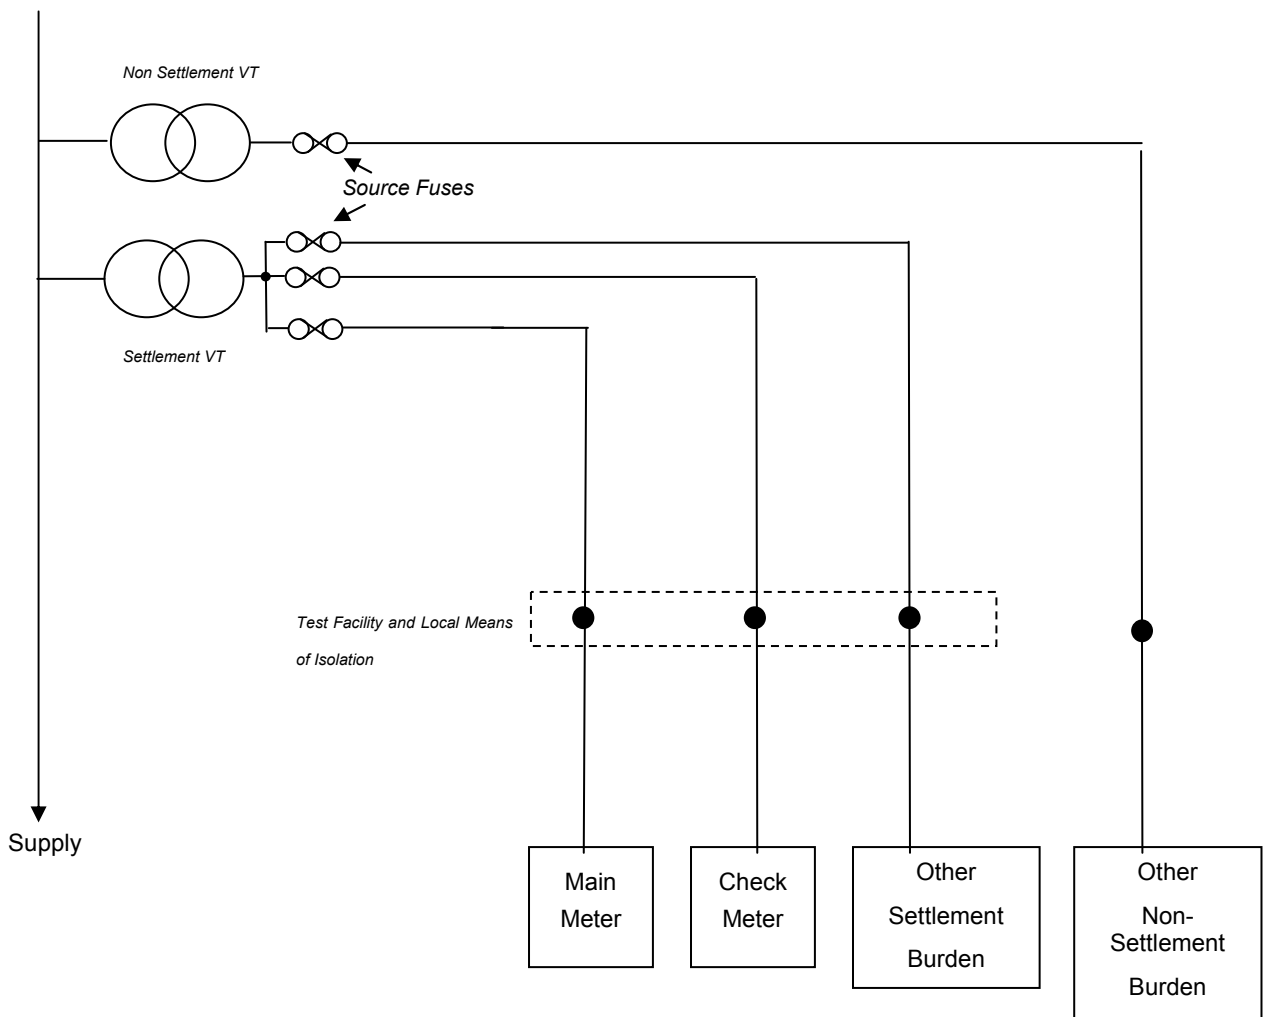 Non Settlement VT
Source Fuses
Settlement VT
Test Facility and Local Means
of Isolation
Supply
Main
Meter
Check
Meter
Other
Settlement
Burden
Other
Non-
Settlement
Burden